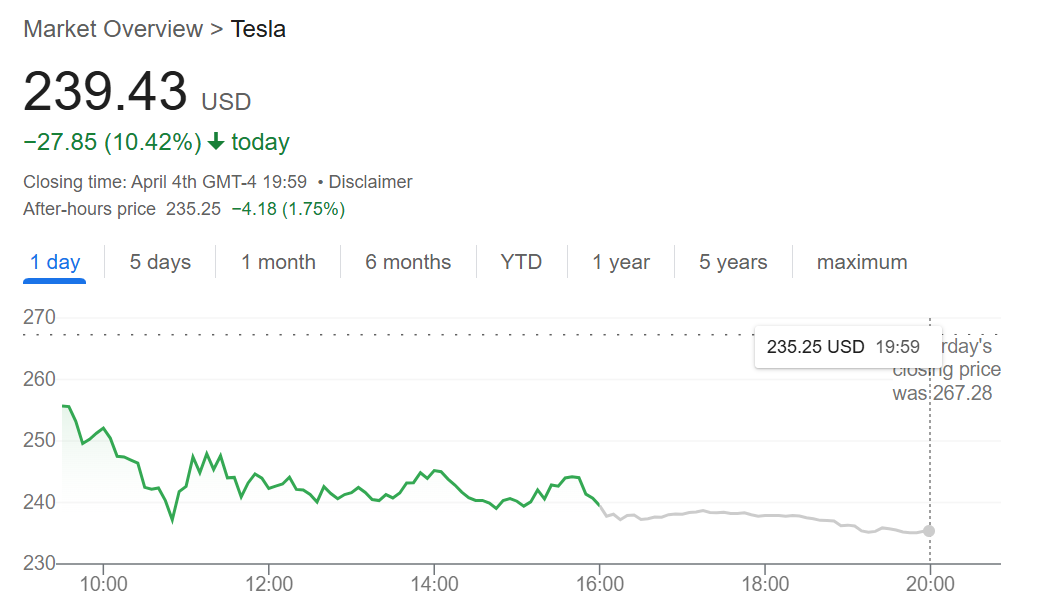 Market Overview > Tesla
239.43 USD
−27.85 (10.42%) ↓ today
Closing time: April 4th GMT-4 19:59 • Disclaimer
After-hours price 235.25 −4.18 (1.75%)
1 day 5 days 1 month 6 months YTD 1 year 5 years maximum
270
235.25 USD 19:59 rday's
closing price
was 267.28
260
250
240
230
10:00 12:00 14:00 16:00 18:00 20:00